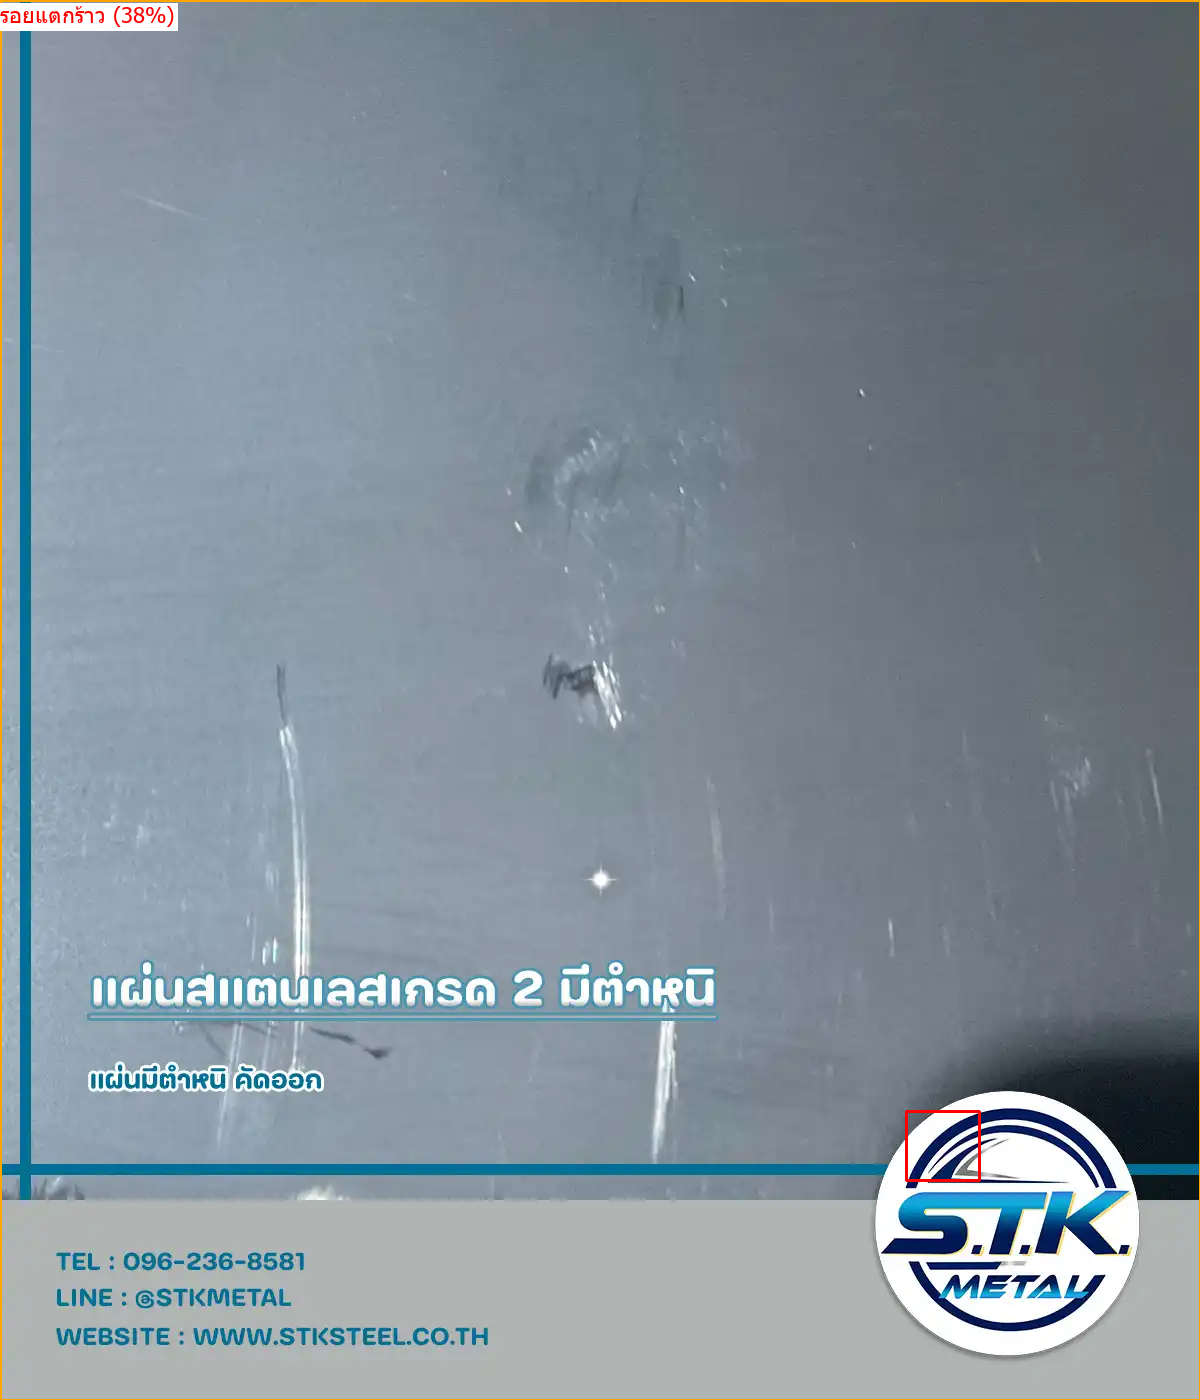 รอยแตกร้าว (38%)
แผ่นสแตนเลสเกรด 2 มีตำหนิ
แผ่นมีตำหนิ คัดออก
TEL : 096-236-8581
LINE : @STKMETAL
WEBSITE : WWW.STKSTEEL.CO.TH
S.T.K.
METAL